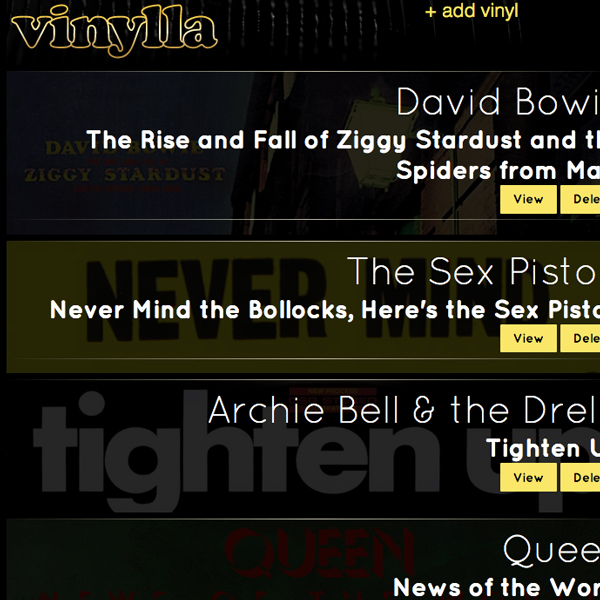 vinylla
+ add vinyl
David Bowi
The Rise and Fall of Ziggy Stardust and th
Spiders from Ma
DAVID BOWIE
ZIGGY STARDUST
View
Dele
The Sex Pisto
Never Mind the Bollocks, Here's the Sex Pisto
NEVER MIND
View
Dele
Archie Bell & the Drel
tighten up
Tighten U
View
Dele
QUEEN
Quee
News of the Wor